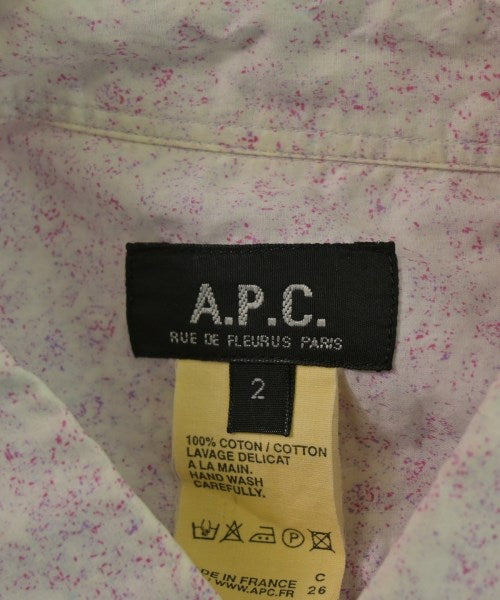 A.P.C.
RUE DE FLEURUS PARIS
2
100% COTON / COTTON
LAVAGE DELICAT
A LA MAIN.
HAND WASH
CAREFULLY.
P
DE IN FRANCE C
WWW.APC.FR 26